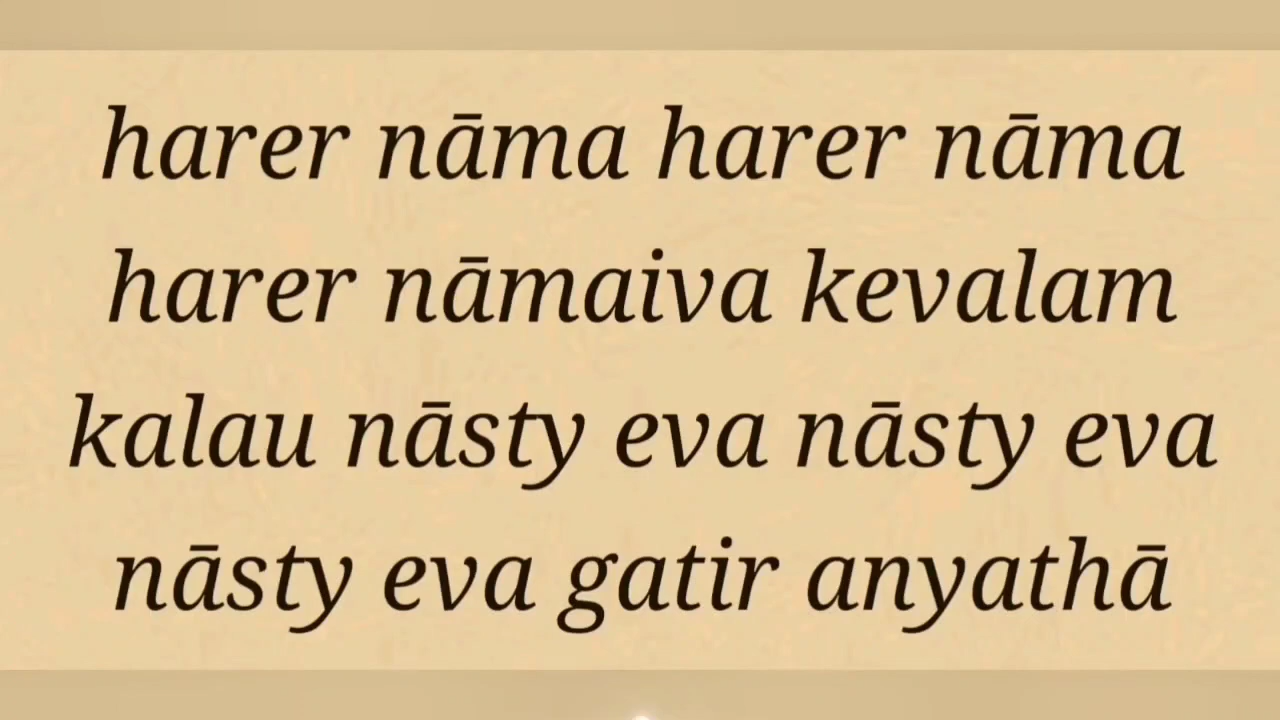 harer nāma harer nāma
harer nāmaiva kevalam
kalau nāsty eva nāsty eva
nāsty eva gatir anyathā